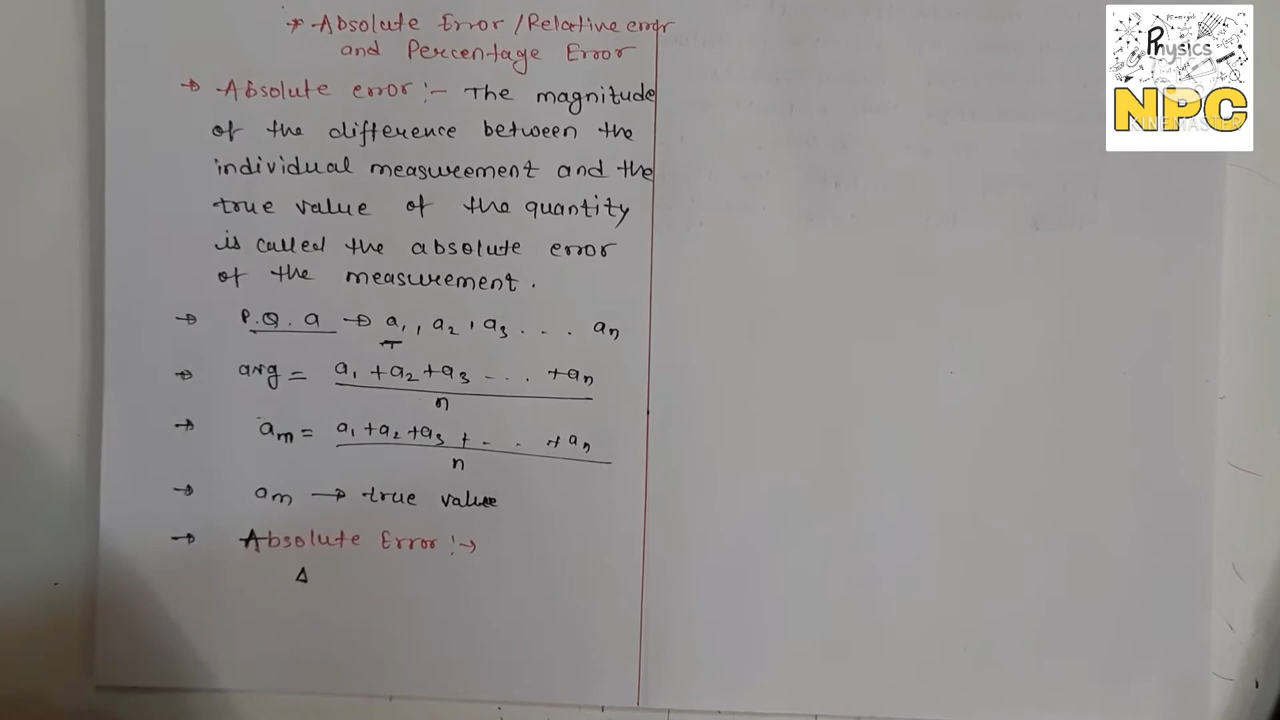 * Absolute Error / Relative error
and Percentage Error
→ Absolute error :- The magnitude
of the difference between the
individual measurement and the
true value of the quantity
is called the absolute error
of the measurement.
→ P.Q. a → a₁, a₂, a₃ ... aₙ
→ avg = a₁ + a₂ + a₃ ... + aₙ
n
→ aₘ = a₁ + a₂ + a₃ + ... + aₙ
n
→ aₘ → true value
→ Absolute Error :→
Δ
Physics
NPC
KINEMASTER